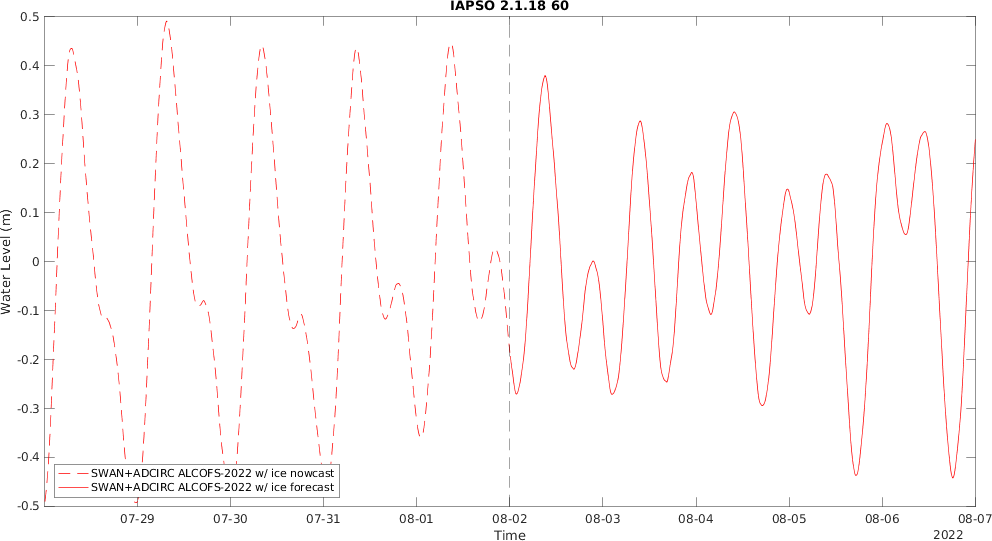 IAPSO 2.1.18 60
0.5
0.4
0.3
0.2
0.1
0
-0.1
-0.2
-0.3
-0.4
-0.5
Water Level (m)
SWAN+ADCIRC ALCOFS-2022 w/ ice nowcast
SWAN+ADCIRC ALCOFS-2022 w/ ice forecast
07-29 07-30 07-31 08-01 08-02 08-03 08-04 08-05 08-06 08-07
Time
2022